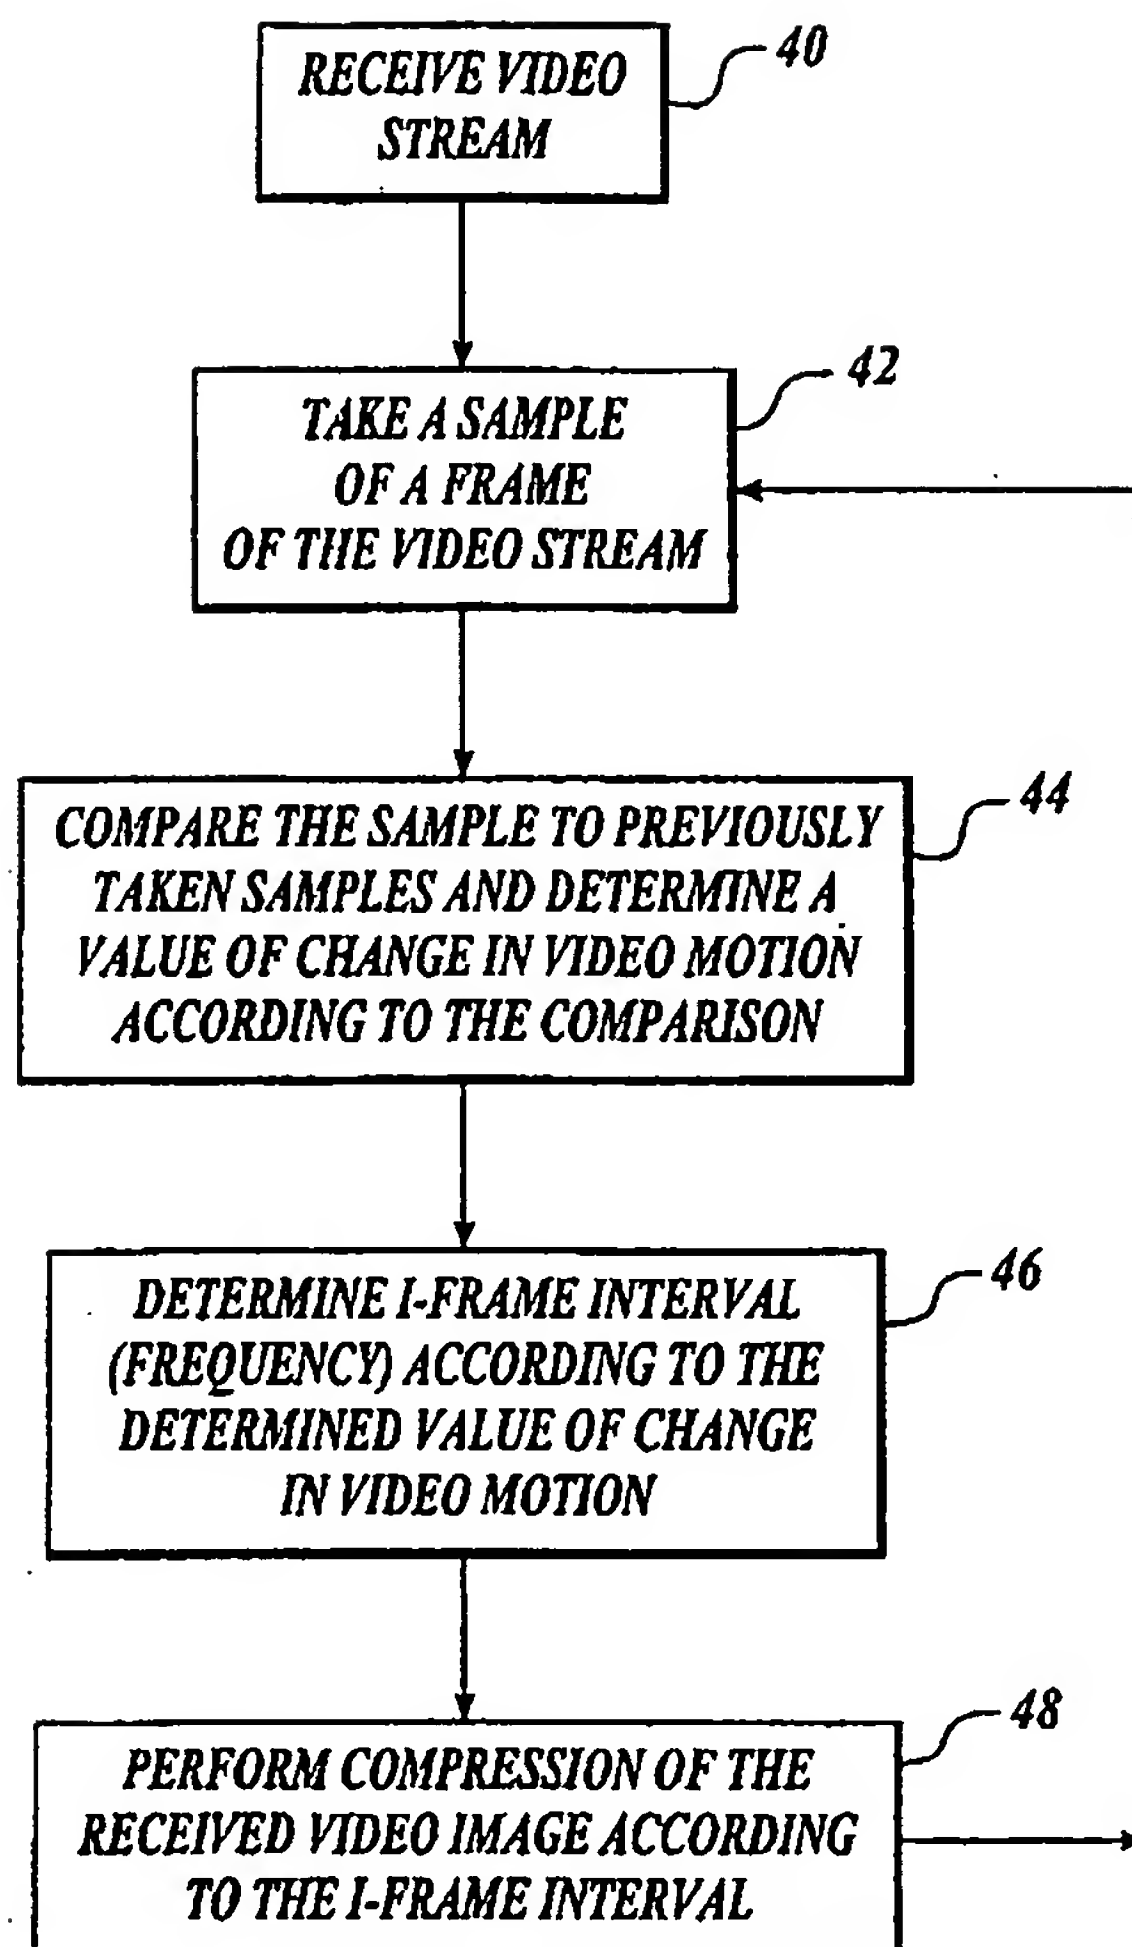 RECEIVE VIDEO
STREAM
40
TAKE A SAMPLE
OF A FRAME
OF THE VIDEO STREAM
42
COMPARE THE SAMPLE TO PREVIOUSLY
TAKEN SAMPLES AND DETERMINE A
VALUE OF CHANGE IN VIDEO MOTION
ACCORDING TO THE COMPARISON
44
DETERMINE I-FRAME INTERVAL
(FREQUENCY) ACCORDING TO THE
DETERMINED VALUE OF CHANGE
IN VIDEO MOTION
46
PERFORM COMPRESSION OF THE
RECEIVED VIDEO IMAGE ACCORDING
TO THE I-FRAME INTERVAL
48